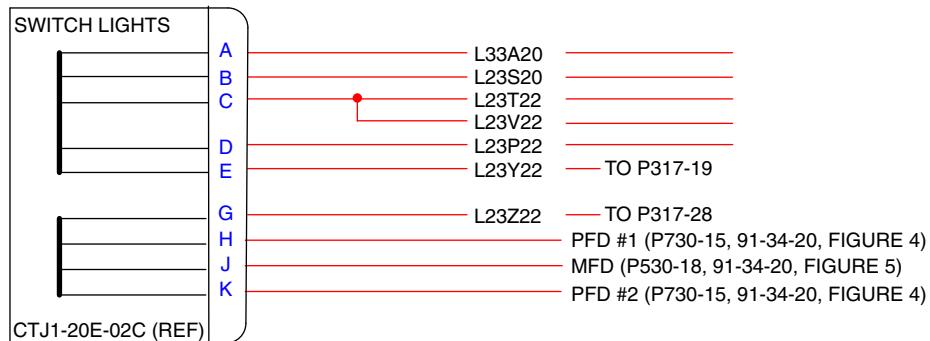 SWITCH LIGHTS
A L33A20
B L23S20
C L23T22
L23V22
D L23P22
E L23Y22 TO P317-19
G L23Z22 TO P317-28
H PFD #1 (P730-15, 91-34-20, FIGURE 4)
J MFD (P530-18, 91-34-20, FIGURE 5)
K PFD #2 (P730-15, 91-34-20, FIGURE 4)
CTJ1-20E-02C (REF)